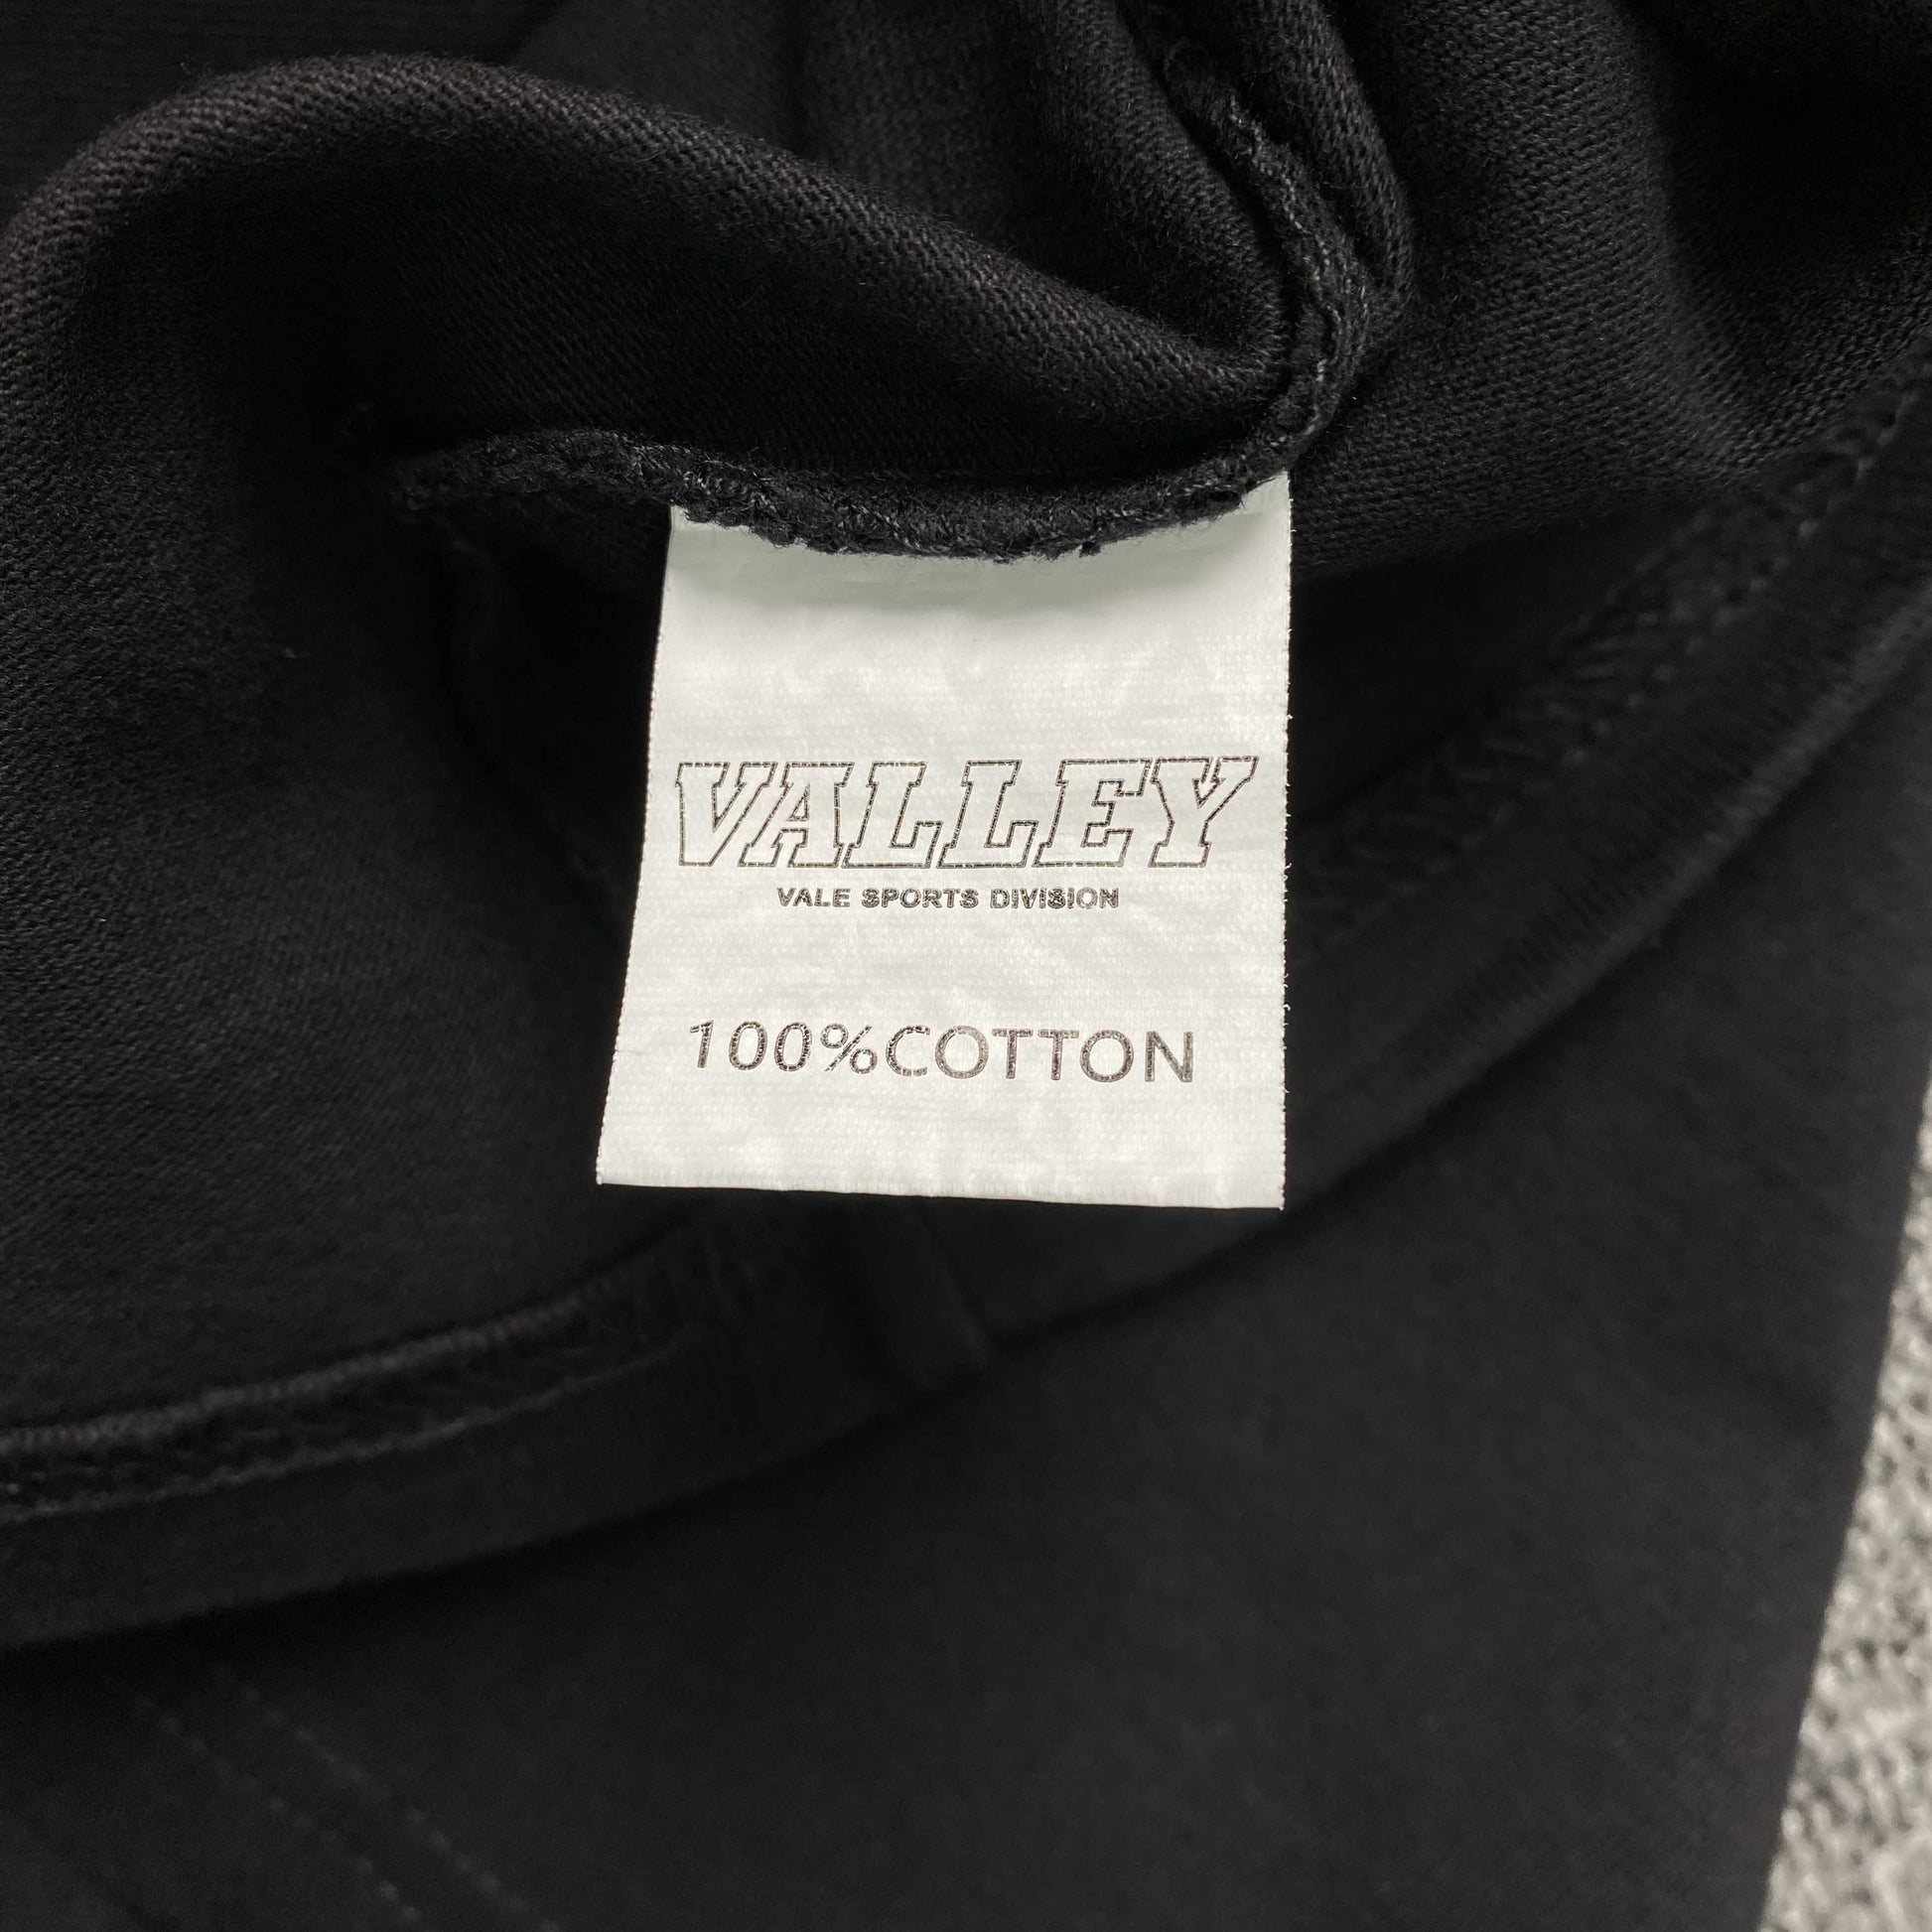 VALLEY
VALE SPORTS DIVISION
100%COTTON